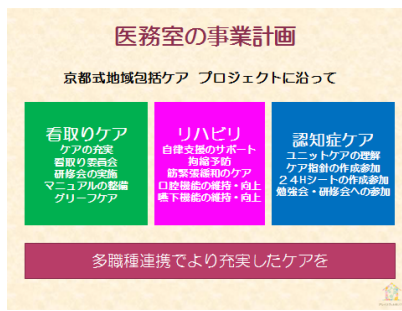 医務室の事業計画
京都式地域包括ケア プロジェクトに沿って
看取りケア
ケアの充実
看取り委員会
研修会の実施
マニュアルの整備
グリーフケア
リハビリ
自律支援のサポート
拘縮予防
筋緊張緩和のケア
口腔機能の維持・向上
嚥下機能の維持・向上
認知症ケア
ユニットケアの理解
ケア指針の作成参加
２４Hシートの作成参加
勉強会・研修会への参加
多職種連携でより充実したケアを